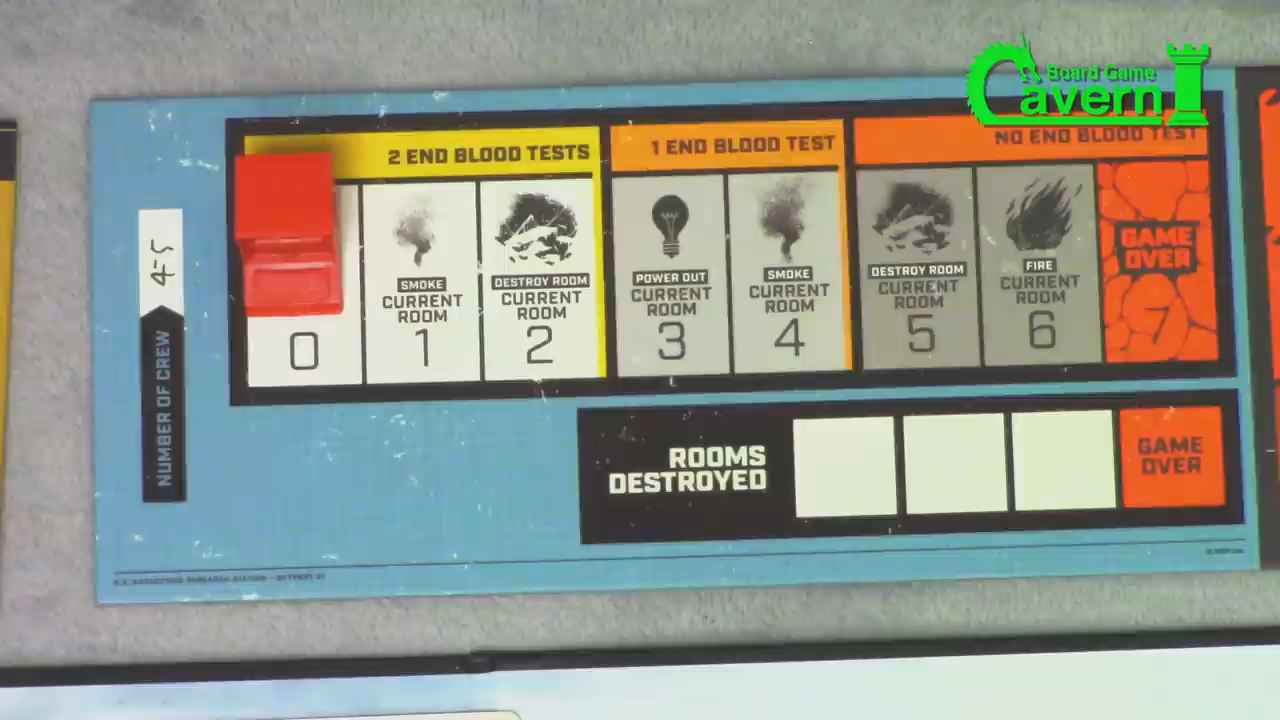 Board Game
Cavern
2 END BLOOD TESTS
1 END BLOOD TEST
NO END BLOOD TEST
0
SMOKE
CURRENT
ROOM
1
DESTROY ROOM
CURRENT
ROOM
2
POWER OUT
CURRENT
ROOM
3
SMOKE
CURRENT
ROOM
4
DESTROY ROOM
CURRENT
ROOM
5
FIRE
CURRENT
ROOM
6
GAME
OVER
7
NUMBER OF CREW
4-5
ROOMS
DESTROYED
GAME
OVER